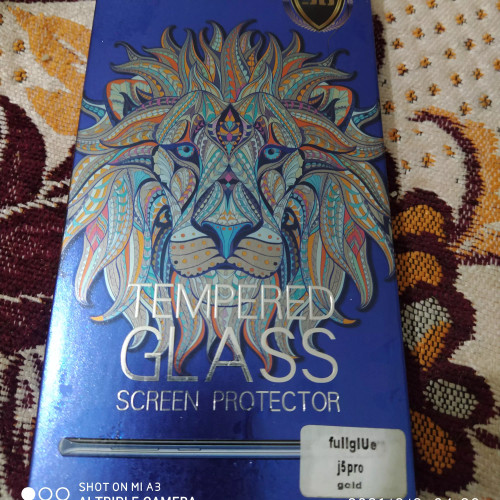 TEMPERED
GLASS
SCREEN PROTECTOR
fullglUe
j5pro
gold
SHOT ON MI A3
AI TRIPLE CAMERA